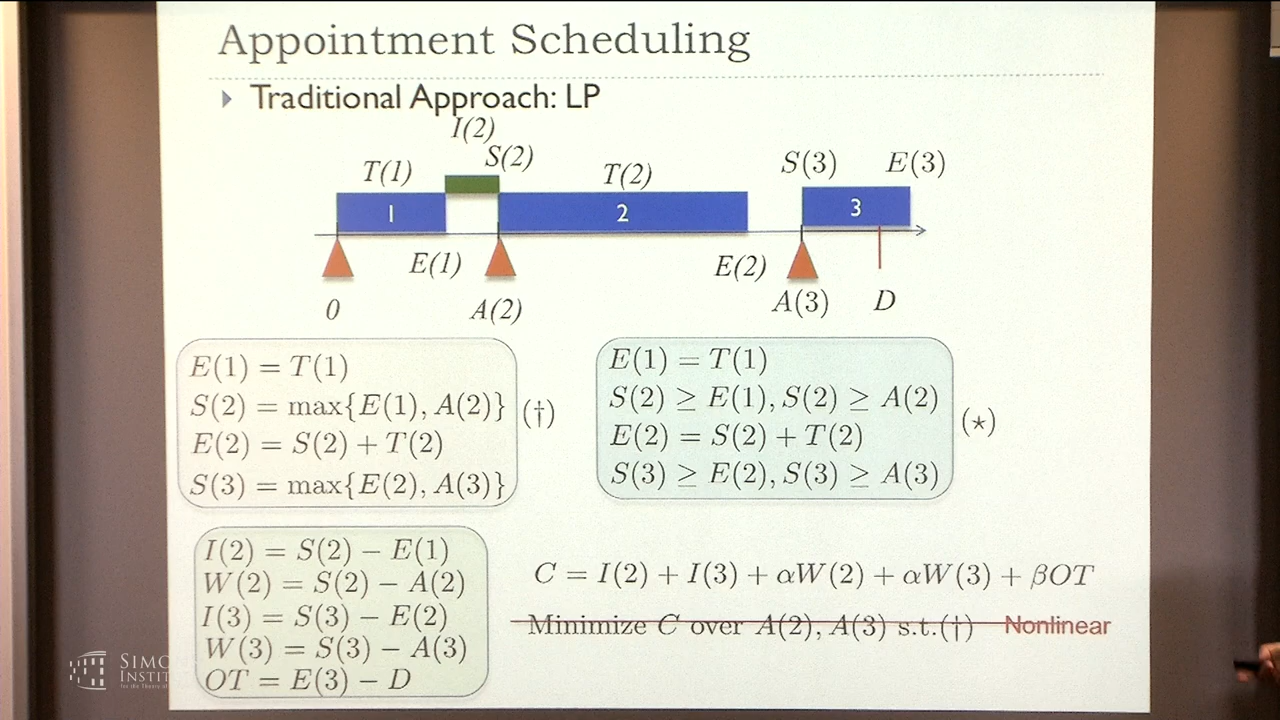 Appointment Scheduling
Traditional Approach: LP
I(2)
T(1) S(2) T(2) S(3) E(3)
1 2 3
E(1) E(2)
0 A(2) A(3) D
E(1) = T(1)
S(2) = max{E(1), A(2)}
E(2) = S(2) + T(2)
S(3) = max{E(2), A(3)}
(†)
E(1) = T(1)
S(2) ≥ E(1), S(2) ≥ A(2)
E(2) = S(2) + T(2)
S(3) ≥ E(2), S(3) ≥ A(3)
(⋆)
I(2) = S(2) − E(1)
W(2) = S(2) − A(2)
I(3) = S(3) − E(2)
W(3) = S(3) − A(3)
OT = E(3) − D
C = I(2) + I(3) + αW(2) + αW(3) + βOT
Minimize C over A(2), A(3) s.t.(†) Nonlinear
SIMO
INSTIT